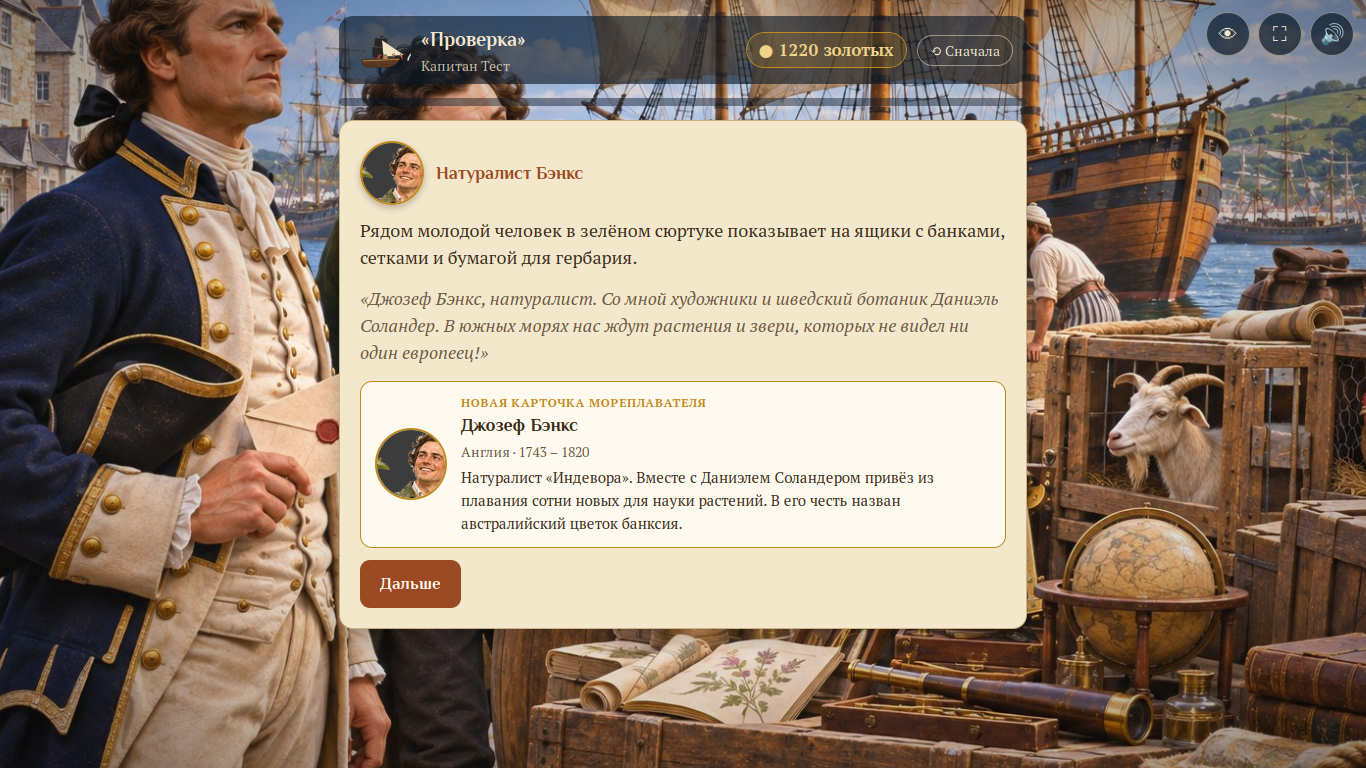 «Проверка»
Капитан Тест
1220 золотых
⟲ Сначала
Натуралист Бэнкс
Рядом молодой человек в зелёном сюртуке показывает на ящики с банками,
сетками и бумагой для гербария.
«Джозеф Бэнкс, натуралист. Со мной художники и шведский ботаник Даниэль
Соландер. В южных морях нас ждут растения и звери, которых не видел ни
один европеец!»
НОВАЯ КАРТОЧКА МОРЕПЛАВАТЕЛЯ
Джозеф Бэнкс
Англия · 1743 – 1820
Натуралист «Индевора». Вместе с Даниэлем Соландером привёз из
плавания сотни новых для науки растений. В его честь назван
австралийский цветок банксия.
Дальше